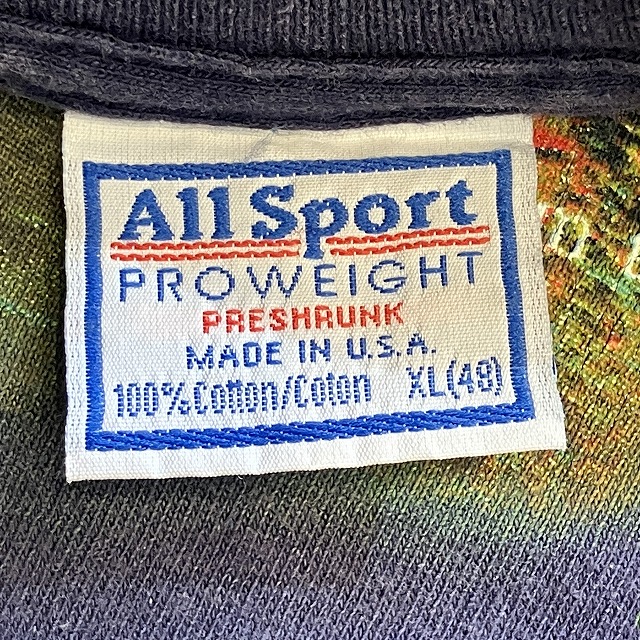 All Sport
PROWEIGHT
PRESHRUNK
MADE IN U.S.A.
100% Cotton/Coton XL(48)